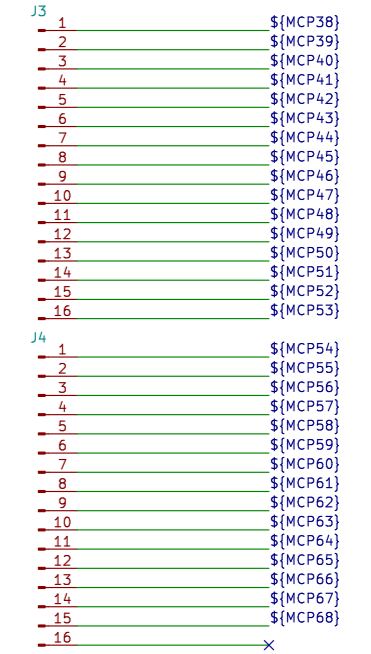 J3
1 ${MCP38}
2 ${MCP39}
3 ${MCP40}
4 ${MCP41}
5 ${MCP42}
6 ${MCP43}
7 ${MCP44}
8 ${MCP45}
9 ${MCP46}
10 ${MCP47}
11 ${MCP48}
12 ${MCP49}
13 ${MCP50}
14 ${MCP51}
15 ${MCP52}
16 ${MCP53}
J4
1 ${MCP54}
2 ${MCP55}
3 ${MCP56}
4 ${MCP57}
5 ${MCP58}
6 ${MCP59}
7 ${MCP60}
8 ${MCP61}
9 ${MCP62}
10 ${MCP63}
11 ${MCP64}
12 ${MCP65}
13 ${MCP66}
14 ${MCP67}
15 ${MCP68}
16